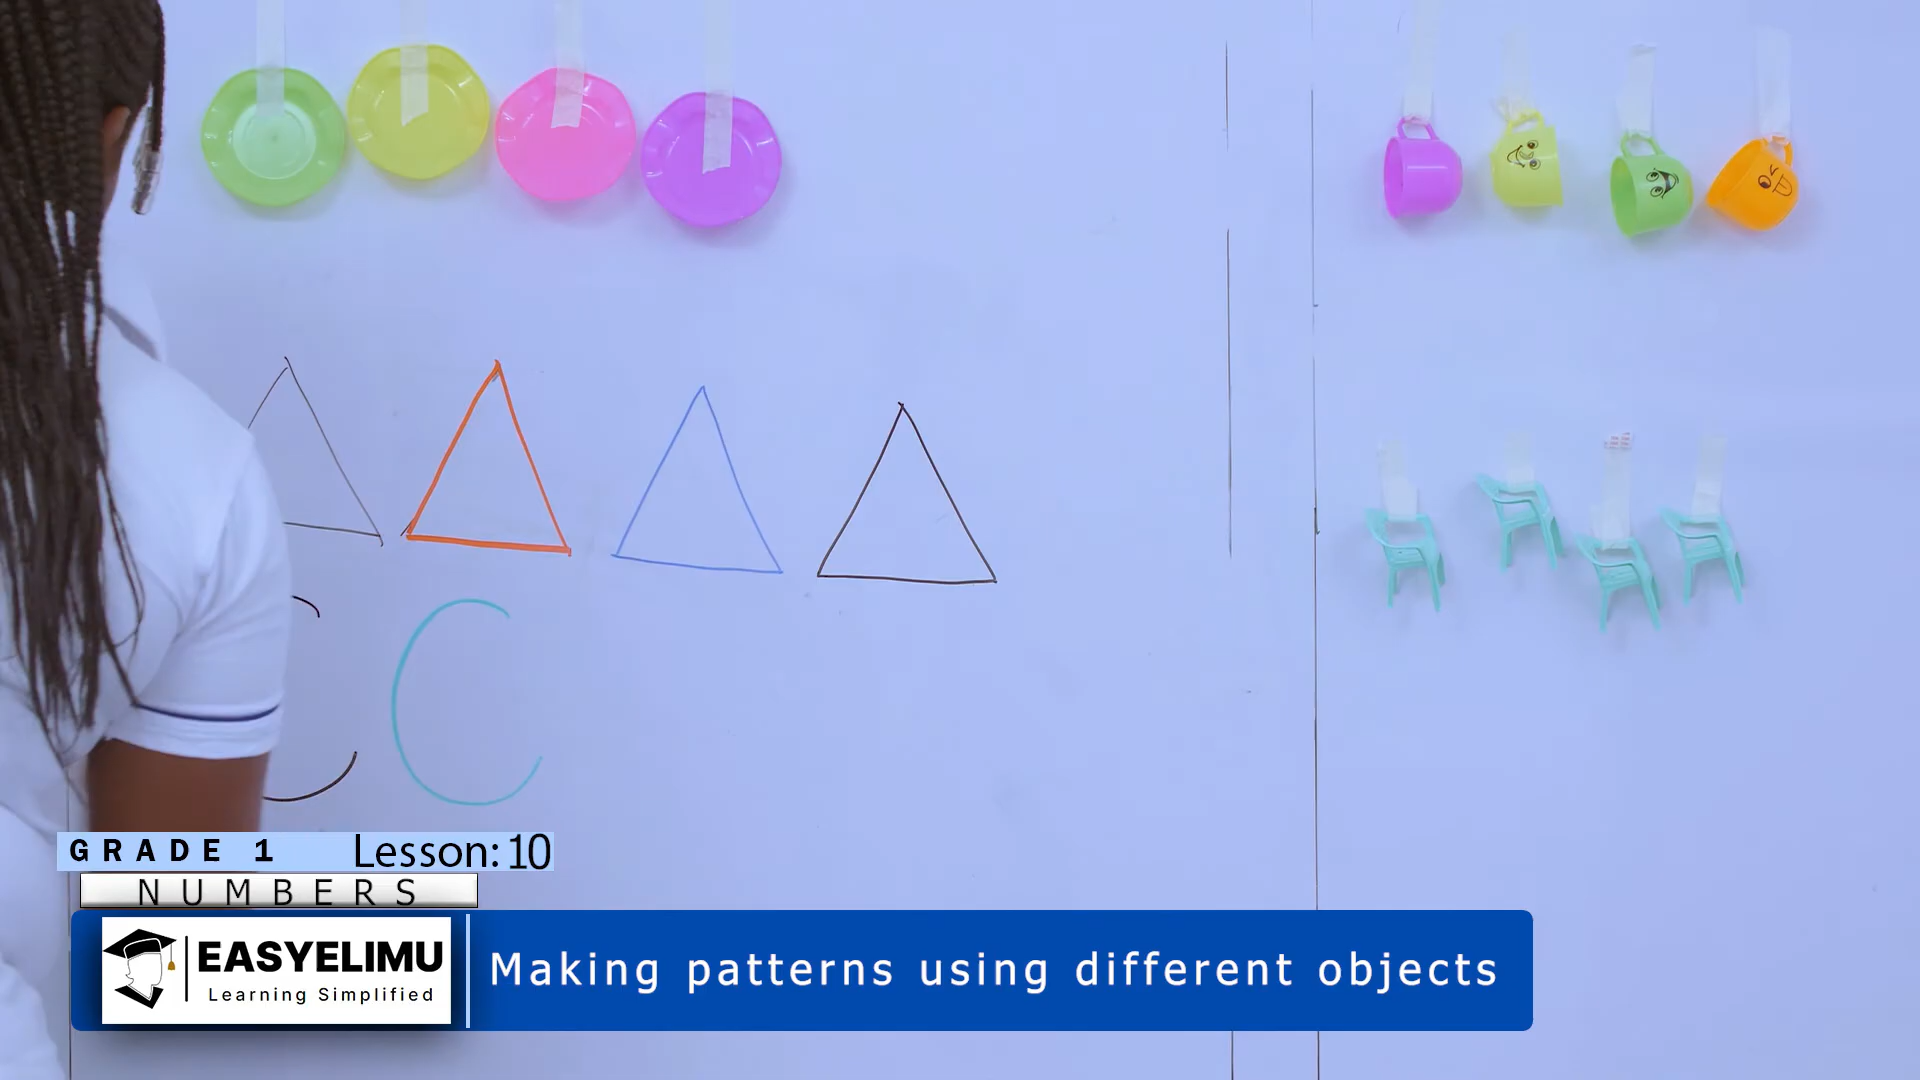 C C
GRADE 1 Lesson: 10
NUMBERS
EASYELIMU
Learning Simplified
Making patterns using different objects